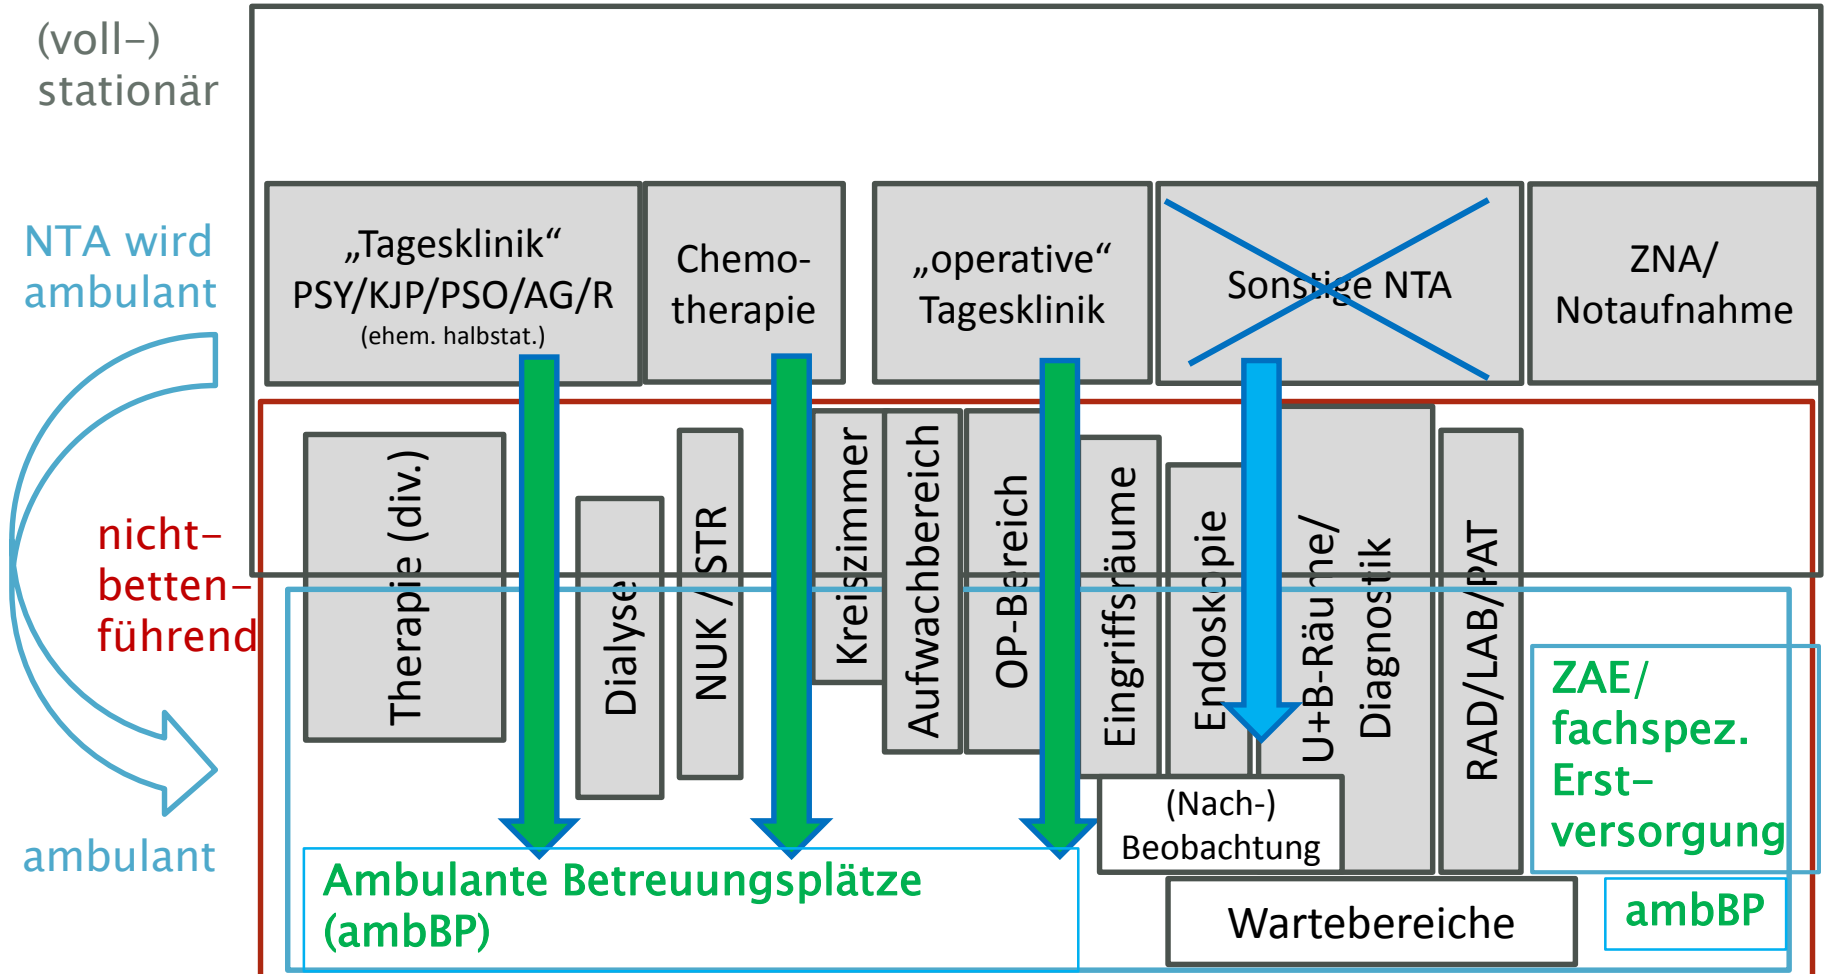 (voll-)
stationär
NTA wird
ambulant
nicht-
betten-
führend
ambulant
„Tagesklinik“
PSY/KJP/PSO/AG/R
(ehem. halbstat.)
Chemo-
therapie
„operative“
Tagesklinik
Sonstige NTA
ZNA/
Notaufnahme
Therapie (div.)
Dialyse
NUK /STR
Kreiszimmer
Aufwachbereich
OP-Bereich
Eingriffsräume
Endoskopie
U+B-Räume/
Diagnostik
RAD/LAB/PAT
(Nach-)
Beobachtung
ZAE/
fachspez.
Erst-
versorgung
Ambulante Betreuungsplätze
(ambBP)
Wartebereiche
ambBP